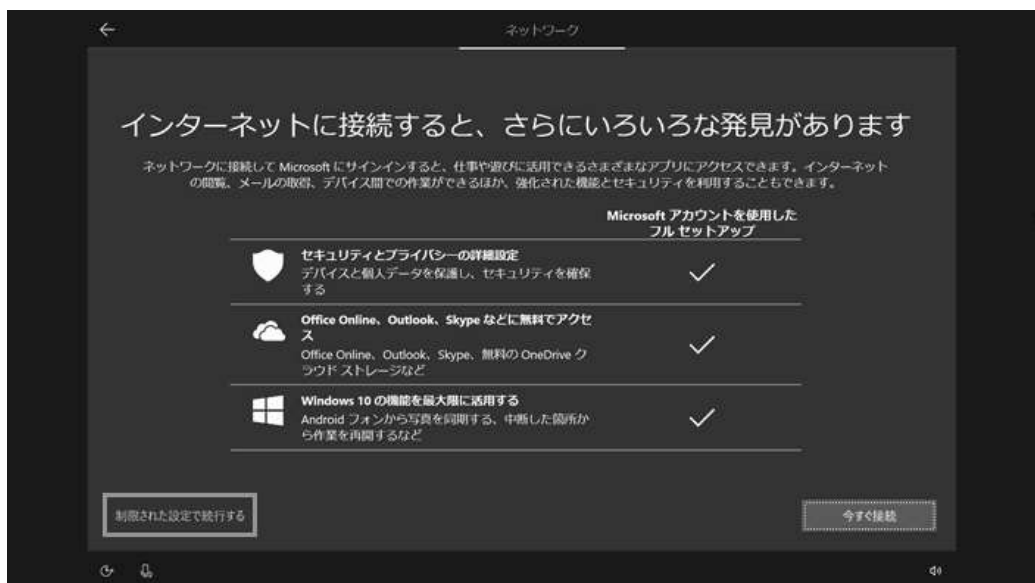 ネットワーク
インターネットに接続すると、さらにいろいろな発見があります
ネットワークに接続して Microsoft にサインインすると、仕事や遊びに活用できるさまざまなアプリにアクセスできます。インターネット
の閲覧、メールの取得、デバイス間での作業ができるほか、強化された機能とセキュリティを利用することもできます。
Microsoft アカウントを使用した
フル セットアップ
セキュリティとプライバシーの詳細設定
デバイスと個人データを保護し、セキュリティを確保
する
Office Online、Outlook、Skype などに無料でアクセ
ス
Office Online、Outlook、Skype、無料の OneDrive ク
ラウド ストレージなど
Windows 10 の機能を最大限に活用する
Android フォンから写真を同期する、中断した箇所か
ら作業を再開するなど
制限された設定で続行する
今すぐ接続